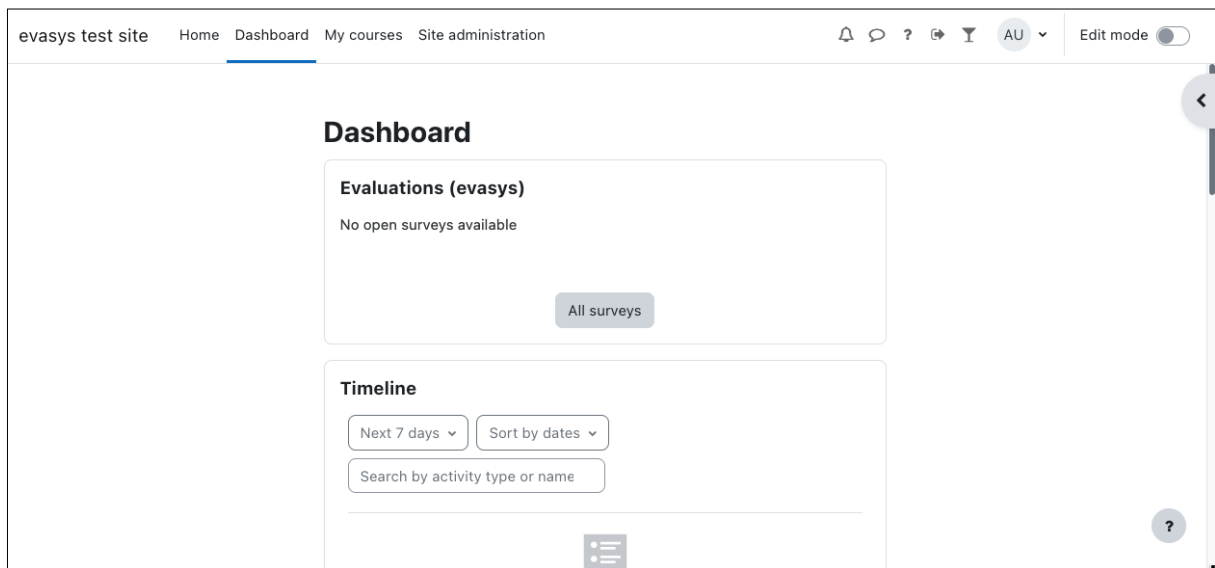 evasys test site Home Dashboard My courses Site administration ? AU Edit mode
Dashboard
Evaluations (evasys)
No open surveys available
All surveys
Timeline
Next 7 days Sort by dates
Search by activity type or name
?